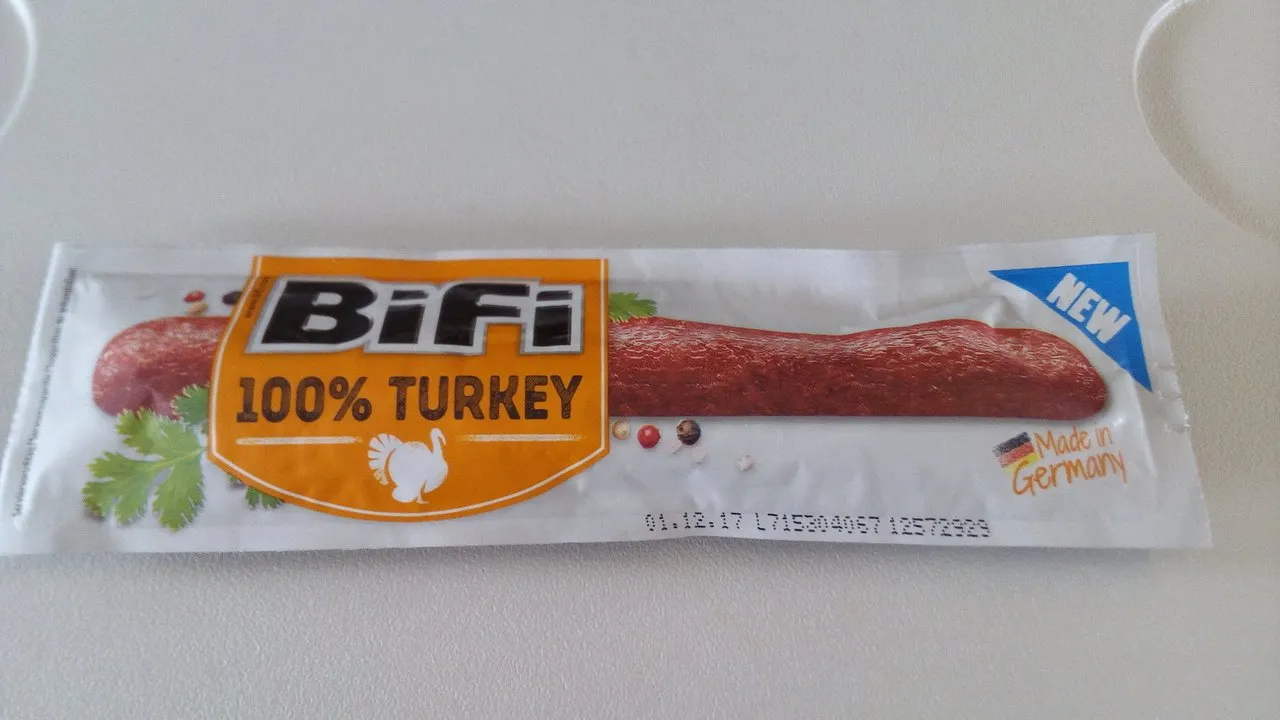 BiFi
100% TURKEY
NEW
Made in
Germany
01.12.17 L715304067 12572929